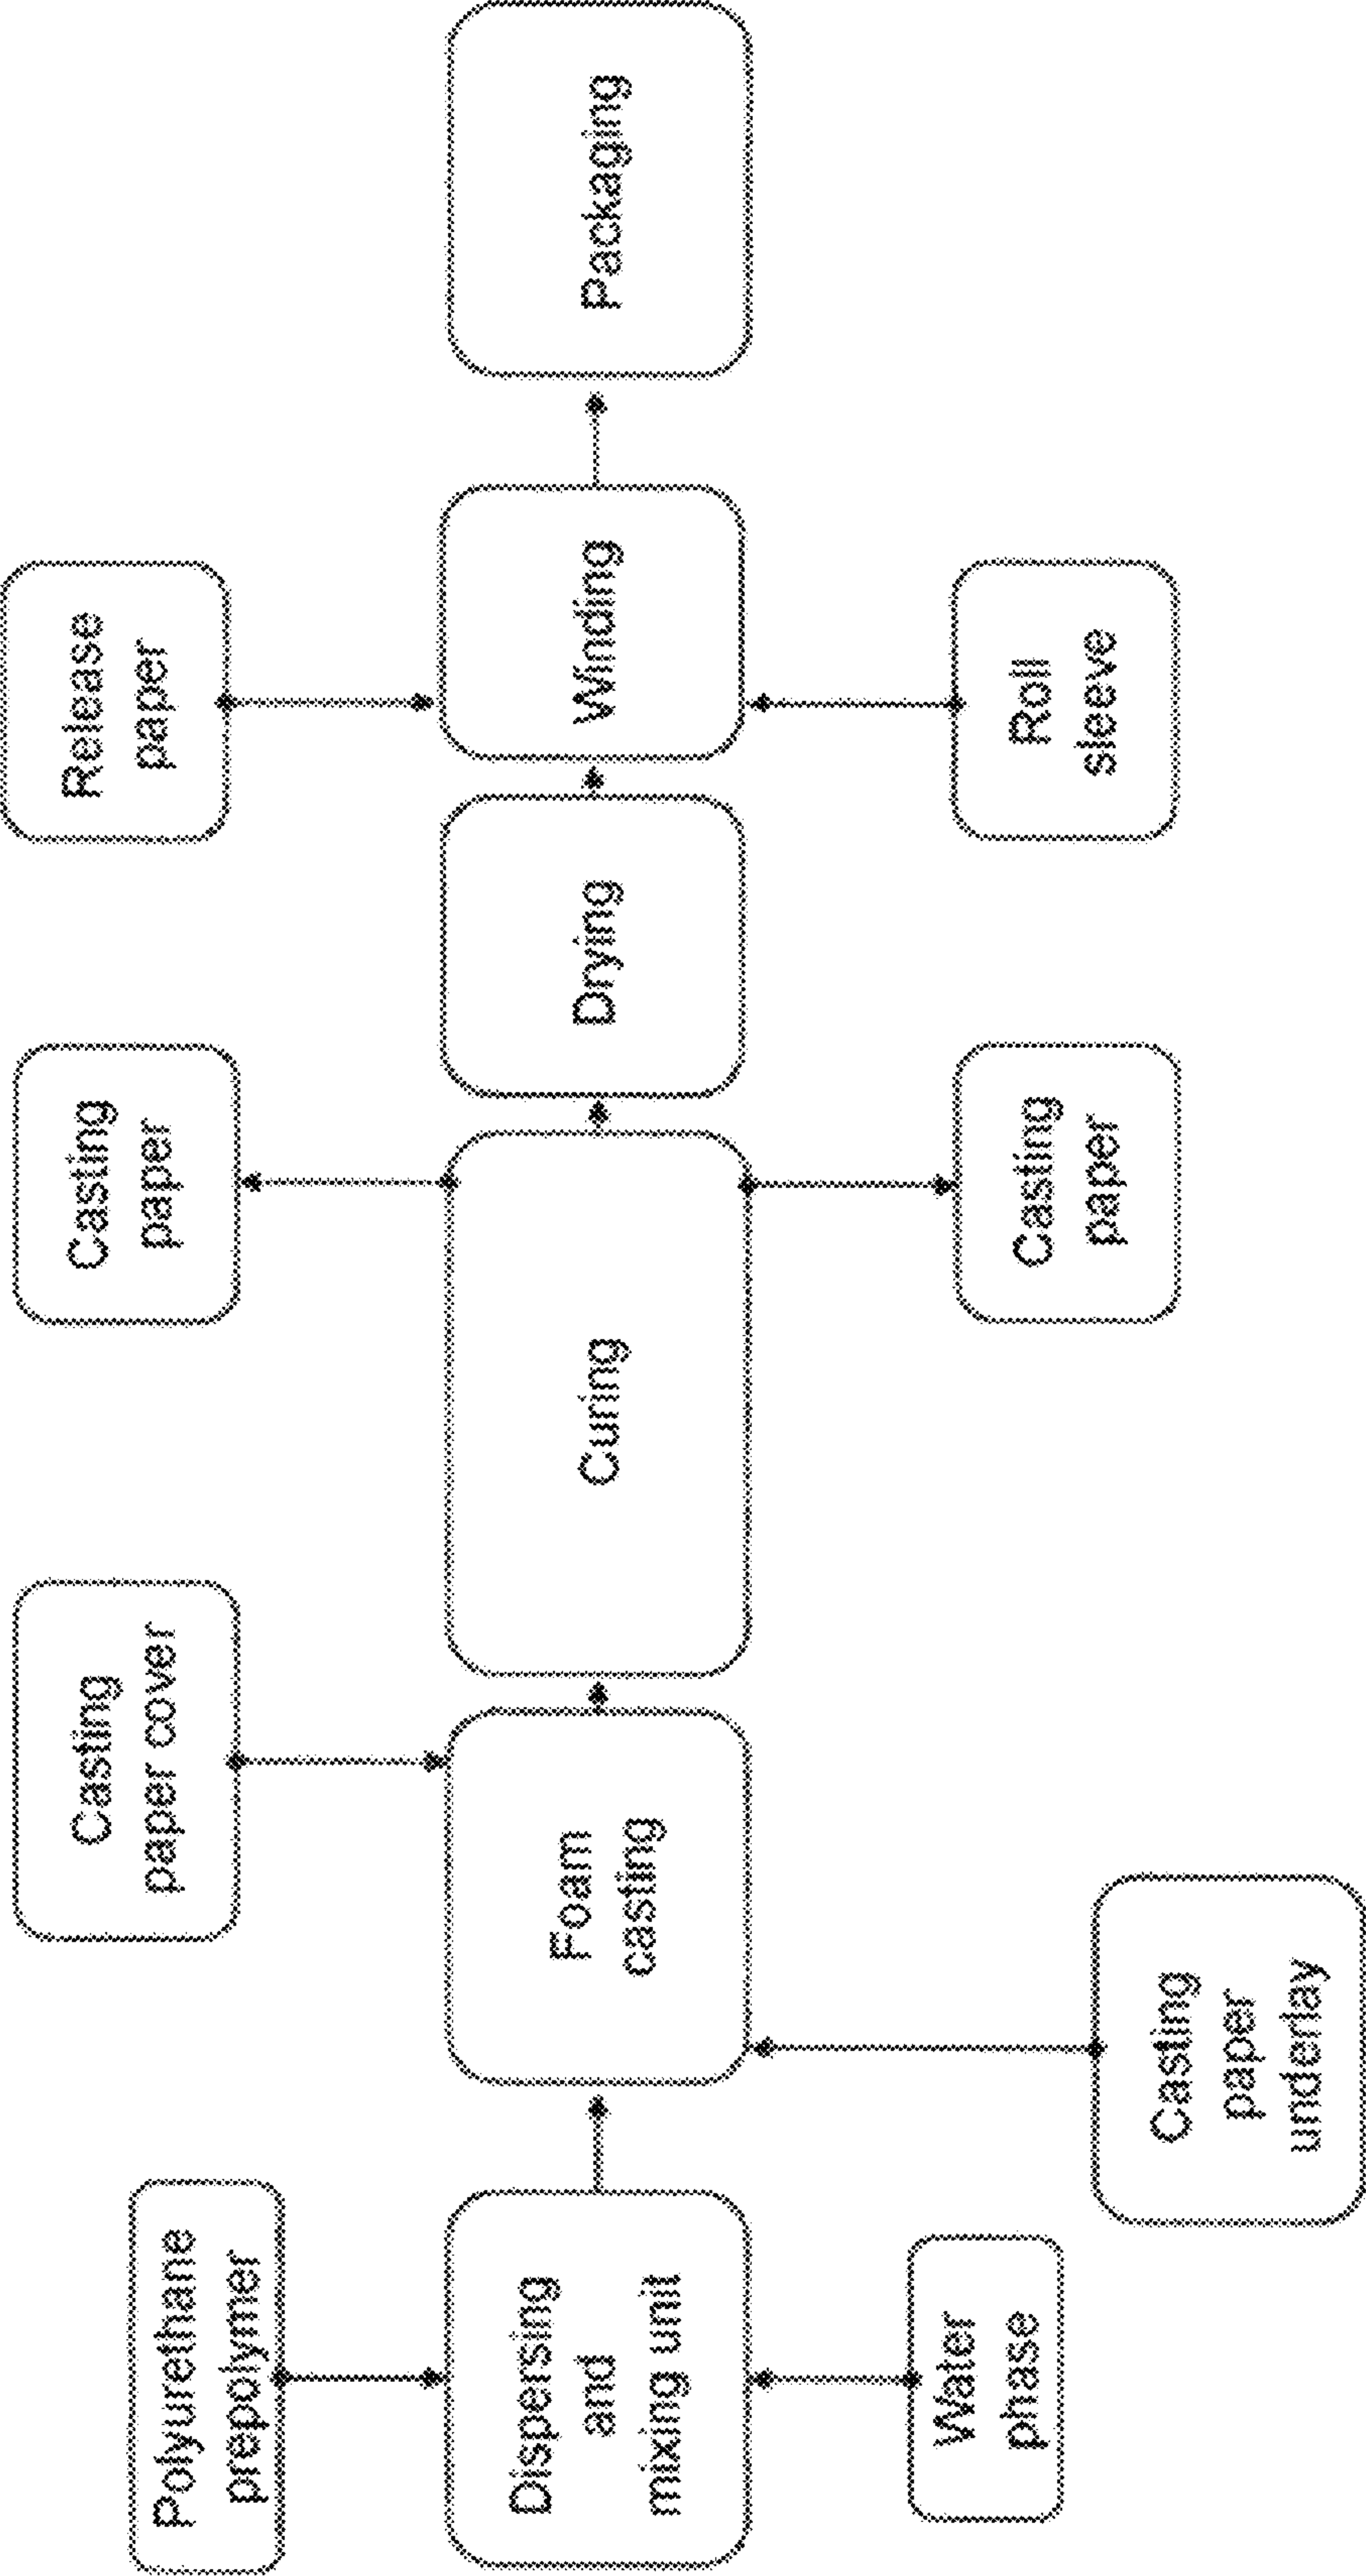 Polyurethane
prepolymer
Dispersing
and
mixing unit
Water
phase
Casting
paper cover
Foam
casting
Casting
paper
underlay
Curing
Casting
paper
Casting
paper
Drying
Release
paper
Winding
Roll
sleeve
Packaging